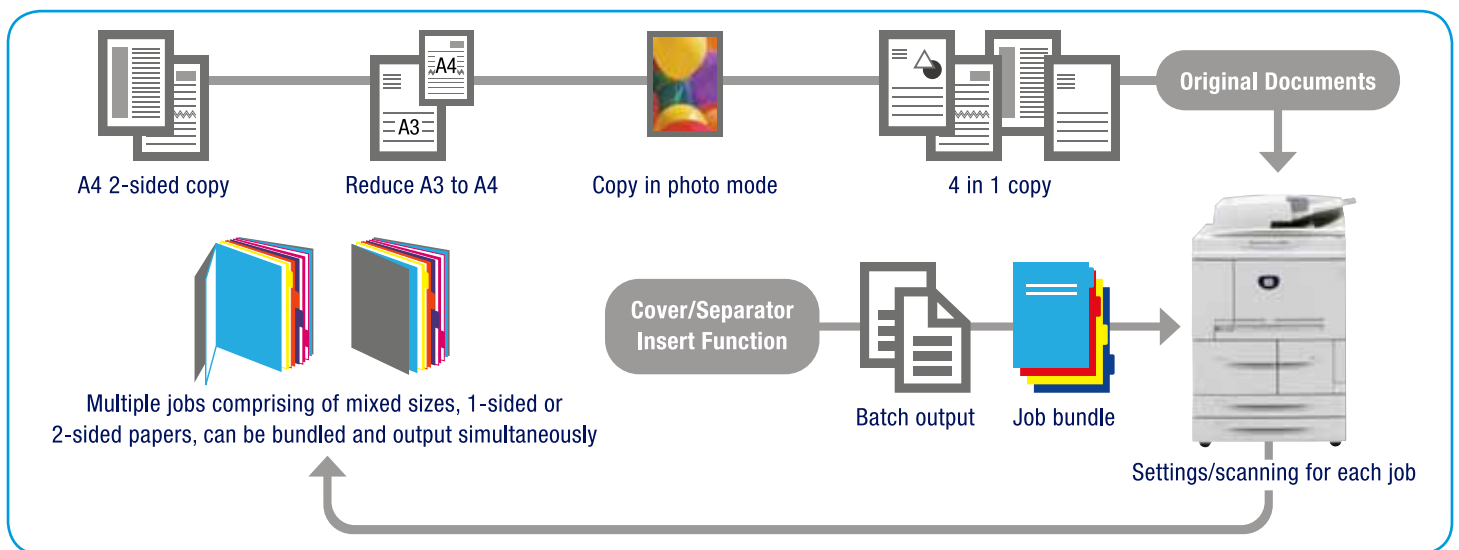 A4
A3
Original Documents
A4 2-sided copy
Reduce A3 to A4
Copy in photo mode
4 in 1 copy
Cover/Separator
Insert Function
Multiple jobs comprising of mixed sizes, 1-sided or
2-sided papers, can be bundled and output simultaneously
Batch output
Job bundle
Settings/scanning for each job